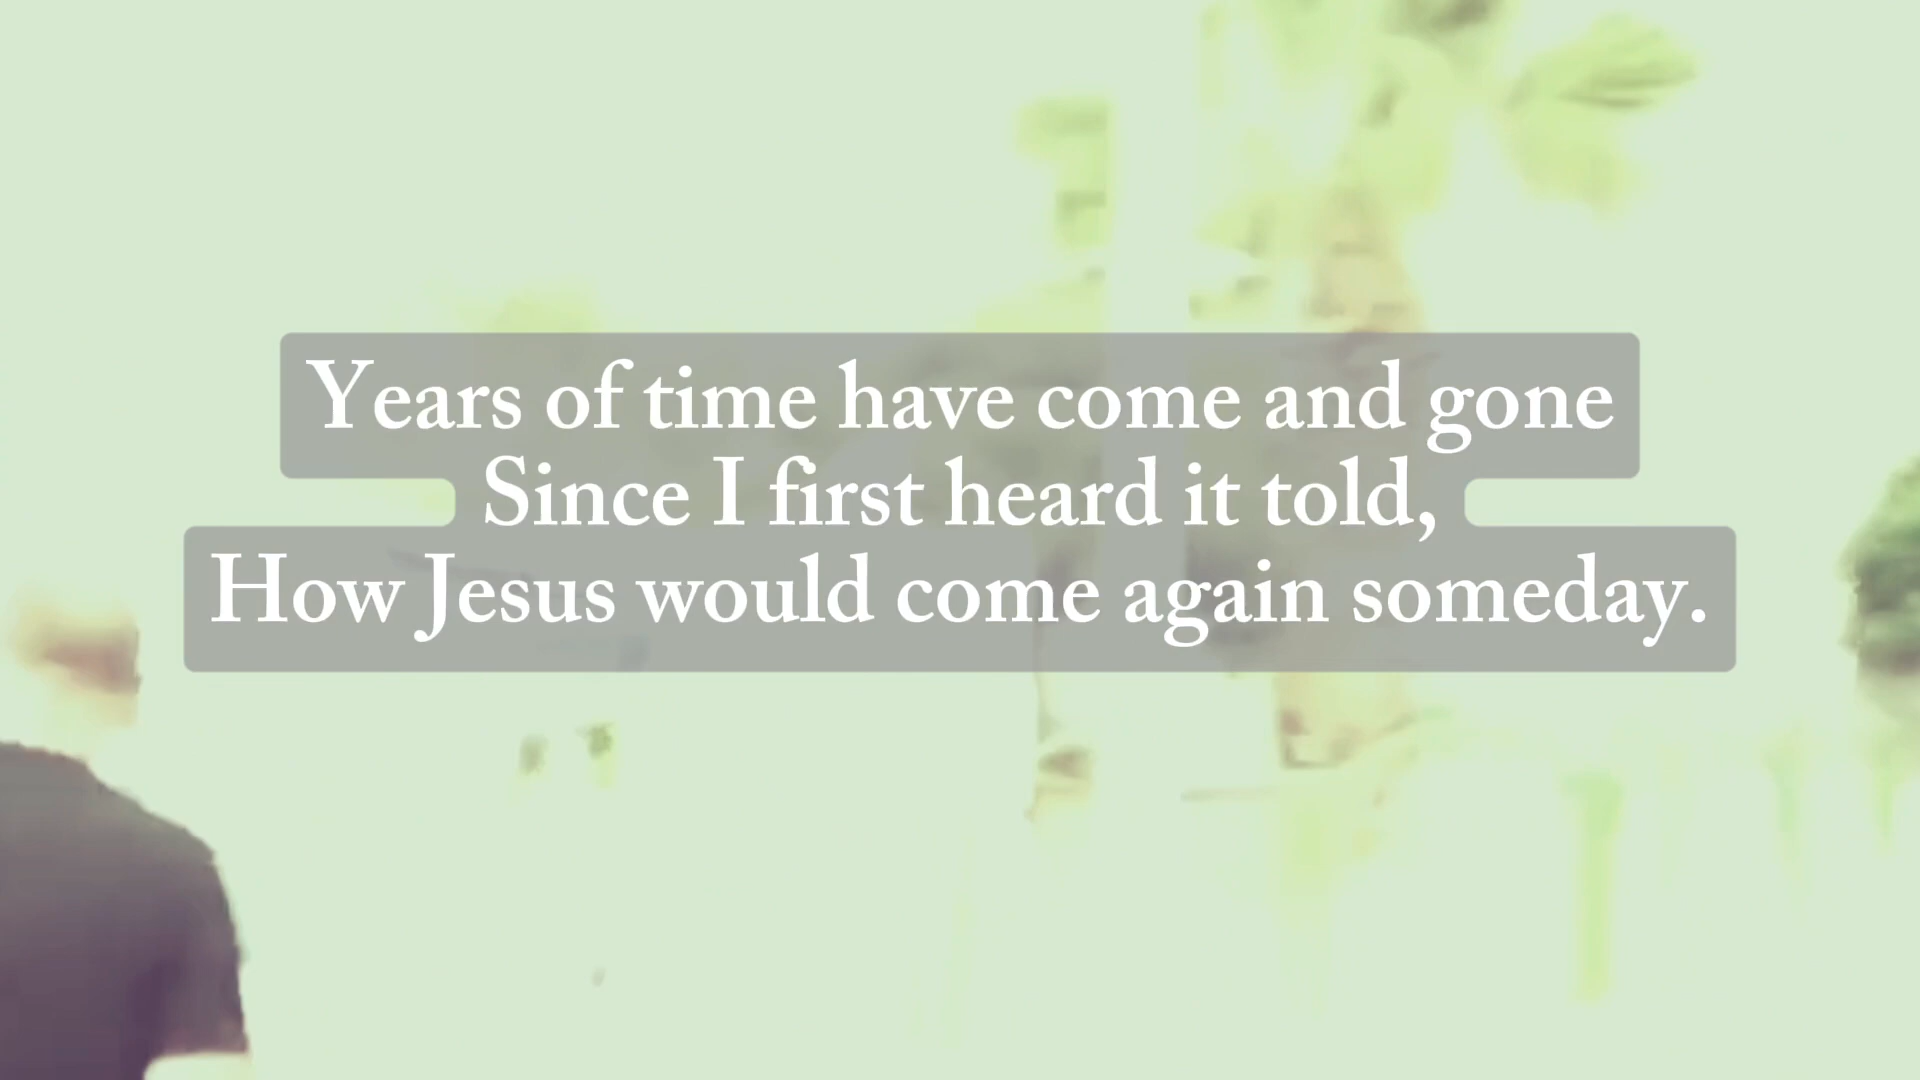 Years of time have come and gone
Since I first heard it told,
How Jesus would come again someday.